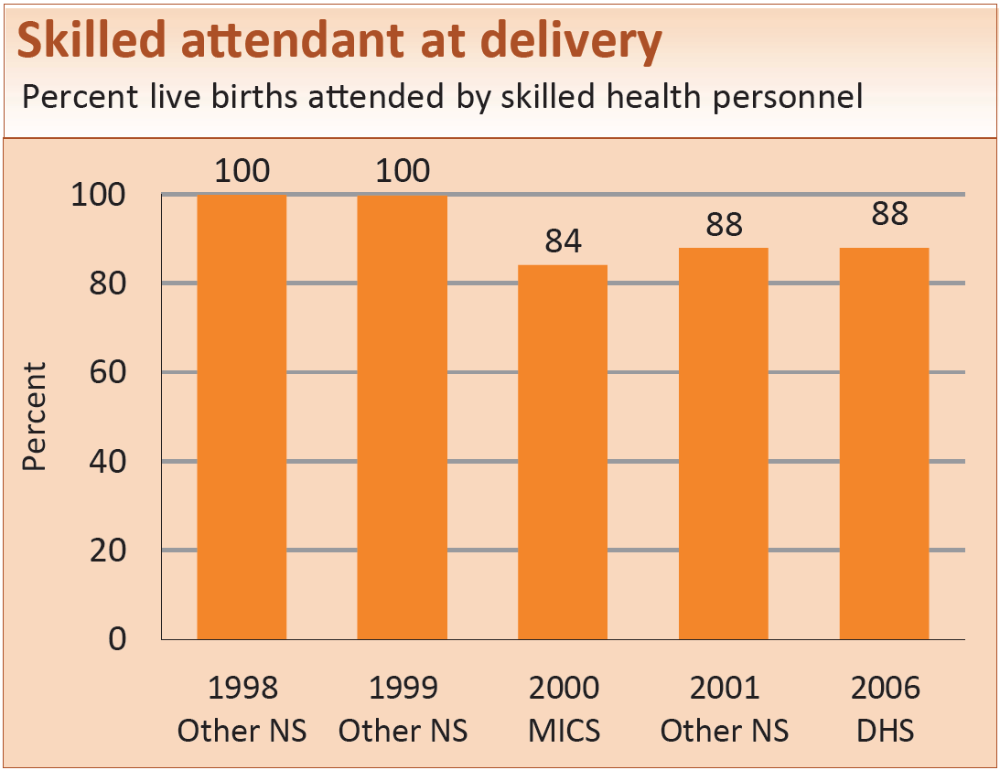 Skilled attendant at delivery
Percent live births attended by skilled health personnel
100 100
100
88
88
84
80
60
Percent
40
20
0
1998 1999 2000 2001 2006
Other NS Other NS MICS Other NS DHS